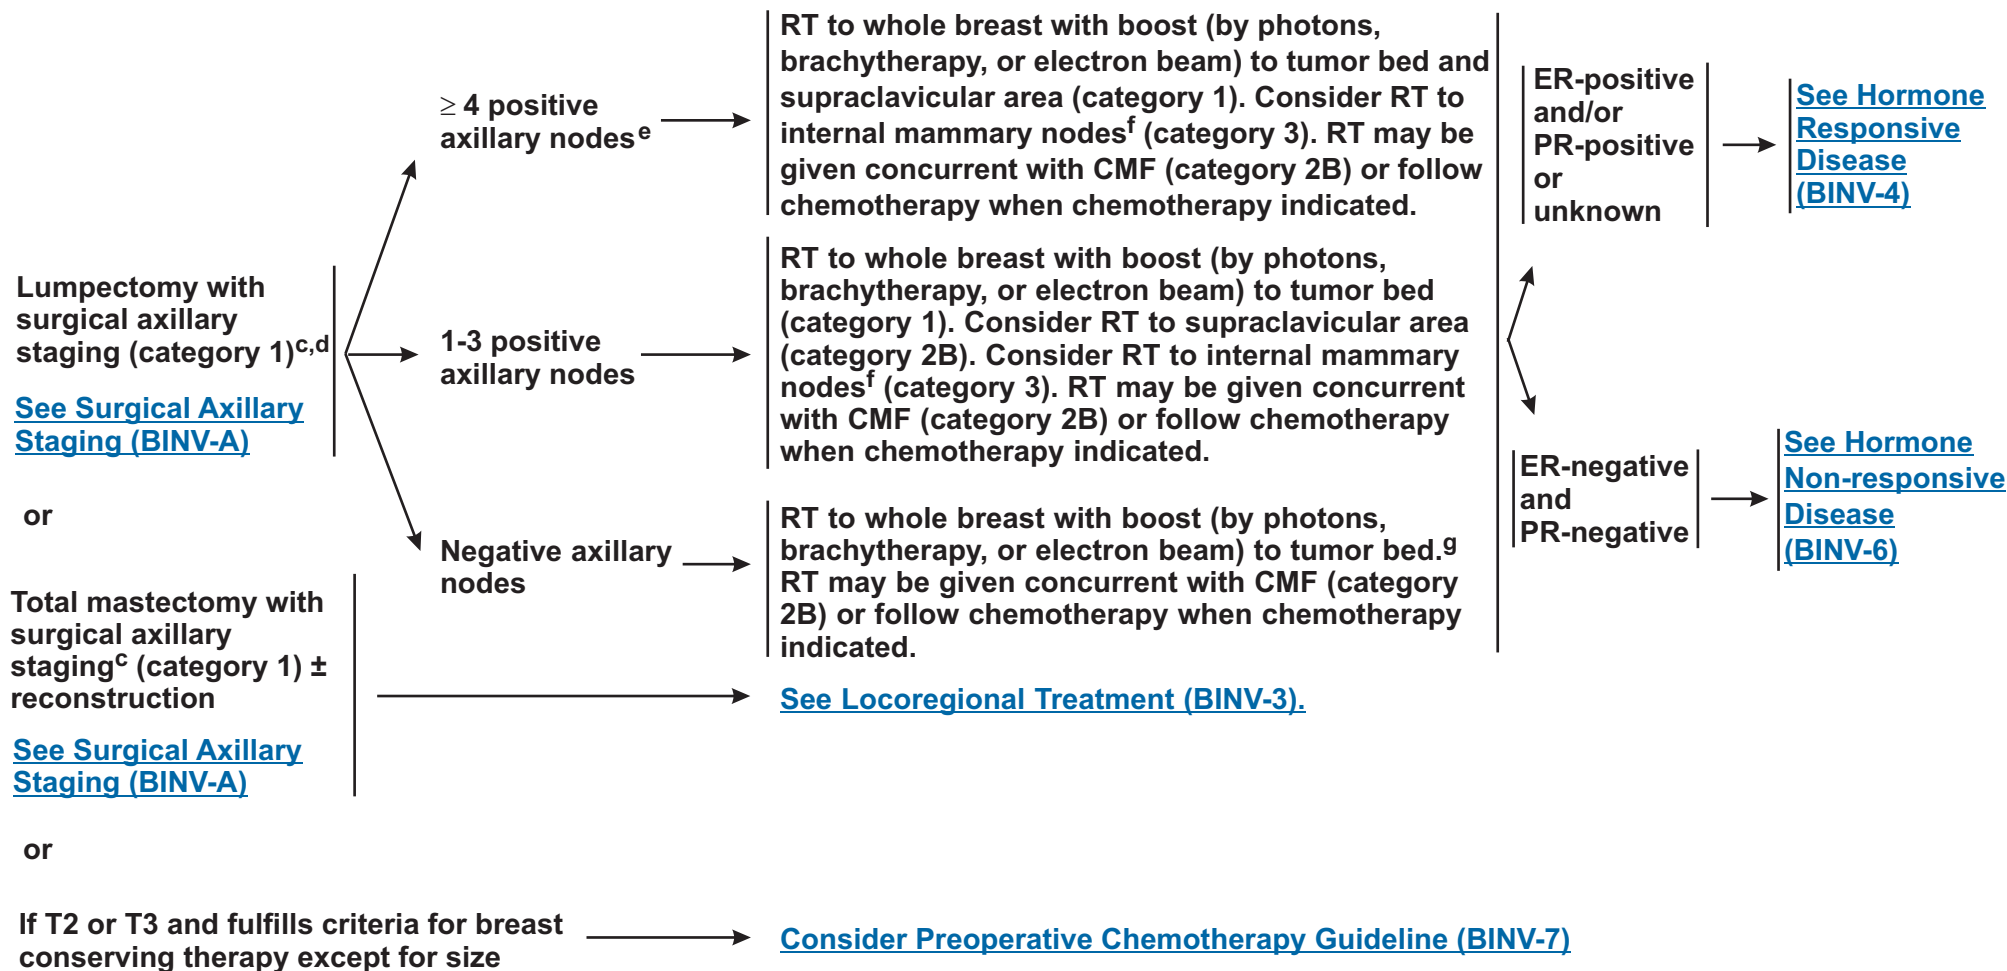 Lumpectomy with
surgical axillary
staging (category 1)c,d
See Surgical Axillary
Staging (BINV-A)
or
Total mastectomy with
surgical axillary
stagingc (category 1) ±
reconstruction
See Surgical Axillary
Staging (BINV-A)
or
If T2 or T3 and fulfills criteria for breast
conserving therapy except for size
≥ 4 positive
axillary nodese
1-3 positive
axillary nodes
Negative axillary
nodes
RT to whole breast with boost (by photons,
brachytherapy, or electron beam) to tumor bed and
supraclavicular area (category 1). Consider RT to
internal mammary nodesf (category 3). RT may be
given concurrent with CMF (category 2B) or follow
chemotherapy when chemotherapy indicated.
RT to whole breast with boost (by photons,
brachytherapy, or electron beam) to tumor bed
(category 1). Consider RT to supraclavicular area
(category 2B). Consider RT to internal mammary
nodesf (category 3). RT may be given concurrent
with CMF (category 2B) or follow chemotherapy
when chemotherapy indicated.
RT to whole breast with boost (by photons,
brachytherapy, or electron beam) to tumor bed.g
RT may be given concurrent with CMF (category
2B) or follow chemotherapy when chemotherapy
indicated.
See Locoregional Treatment (BINV-3).
Consider Preoperative Chemotherapy Guideline (BINV-7)
ER-positive
and/or
PR-positive
or
unknown
See Hormone
Responsive
Disease
(BINV-4)
ER-negative
and
PR-negative
See Hormone
Non-responsive
Disease
(BINV-6)